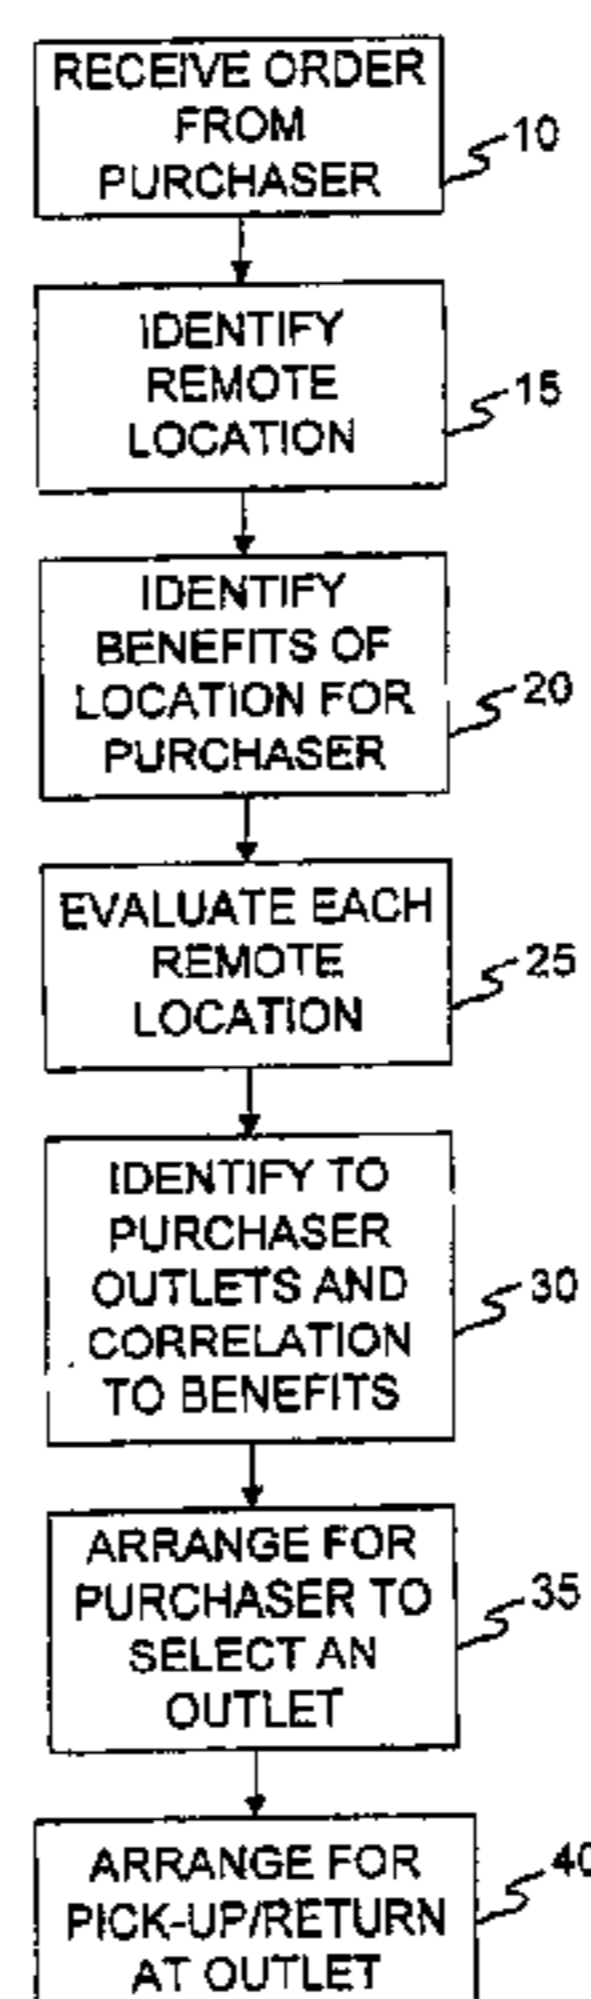 RECEIVE ORDER
FROM
PURCHASER
10
IDENTIFY
REMOTE
LOCATION
15
IDENTIFY
BENEFITS OF
LOCATION FOR
PURCHASER
20
EVALUATE EACH
REMOTE
LOCATION
25
IDENTIFY TO
PURCHASER
OUTLETS AND
CORRELATION
TO BENEFITS
30
ARRANGE FOR
PURCHASER TO
SELECT AN
OUTLET
35
ARRANGE FOR
PICK-UP/RETURN
AT OUTLET
40